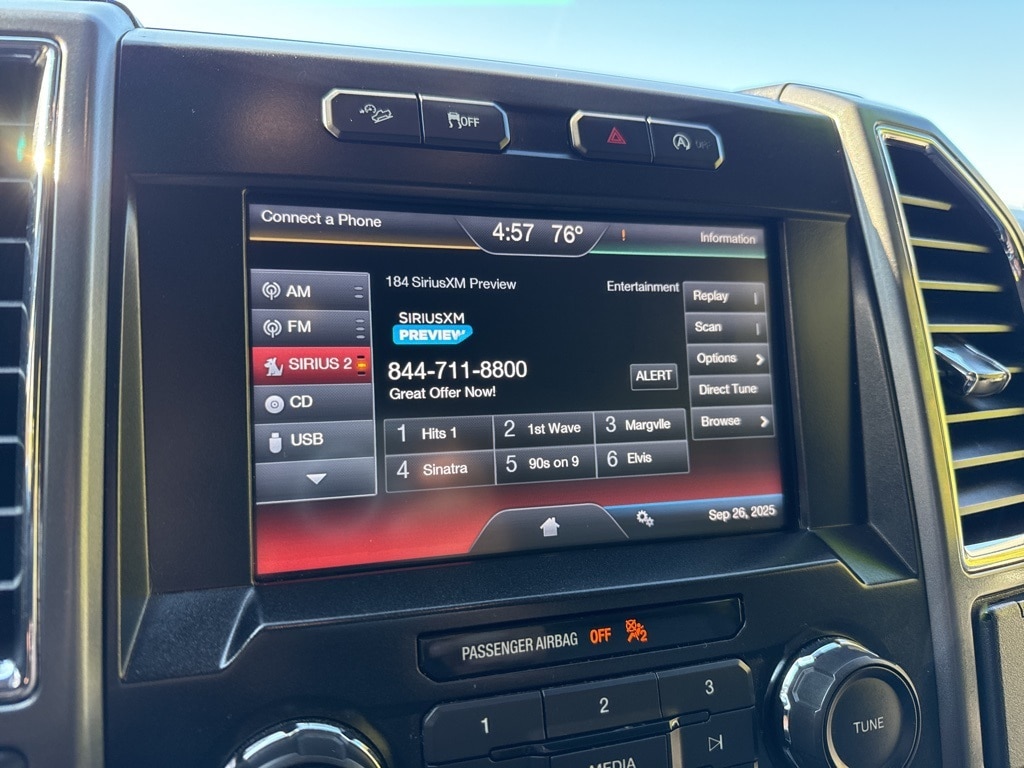 OFF
OFF
Connect a Phone
4:57 76°
!
Information
184 SiriusXM Preview
Entertainment
AM
FM
SIRIUS 2
CD
USB
SIRIUSXM
PREVIEW
844-711-8800
Great Offer Now!
ALERT
Replay
Scan
Options
Direct Tune
Browse
1 Hits 1
2 1st Wave
3 Margvlle
4 Sinatra
5 90s on 9
6 Elvis
Sep 26, 2025
PASSENGER AIRBAG OFF 2
1
2
3
MEDIA
TUNE